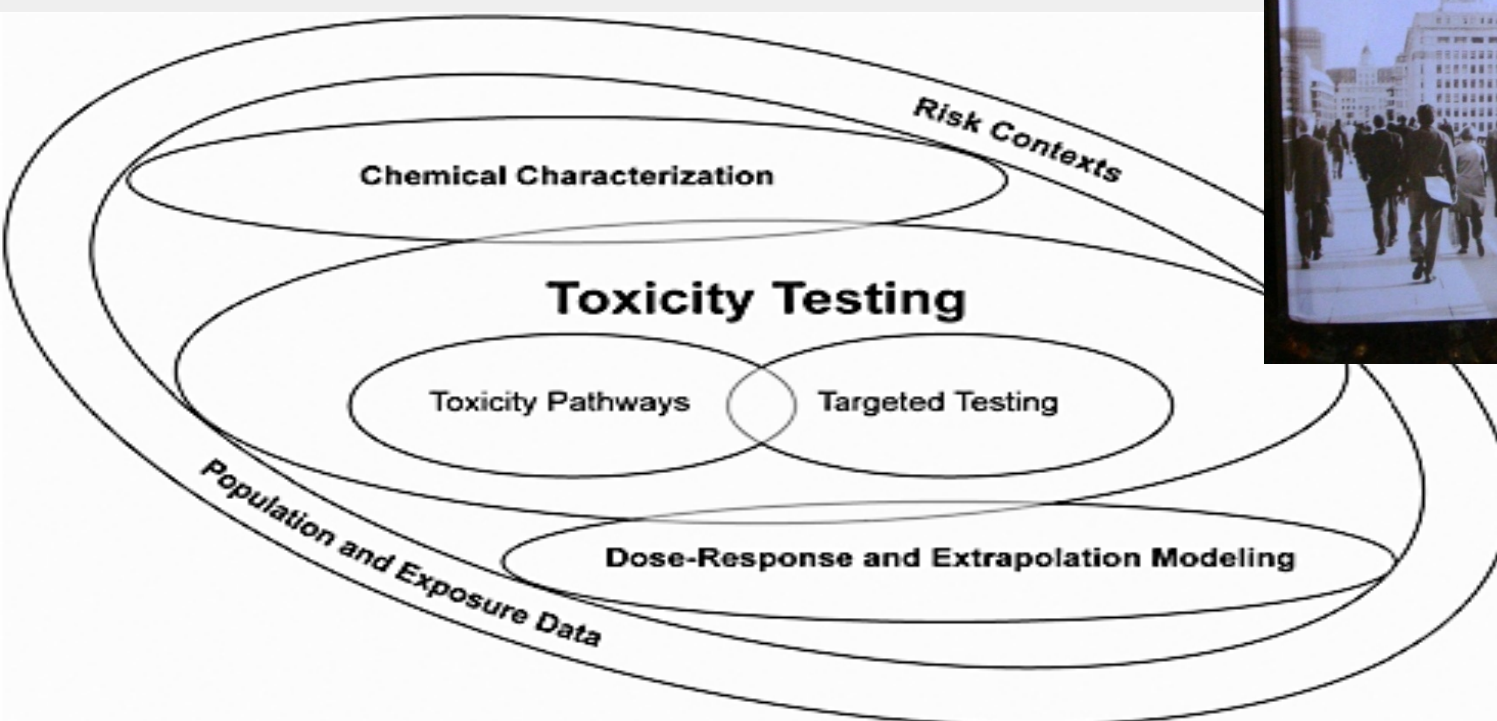 Risk Contexts
Chemical Characterization
Toxicity Testing
Toxicity Pathways
Targeted Testing
Population and Exposure Data
Dose-Response and Extrapolation Modeling